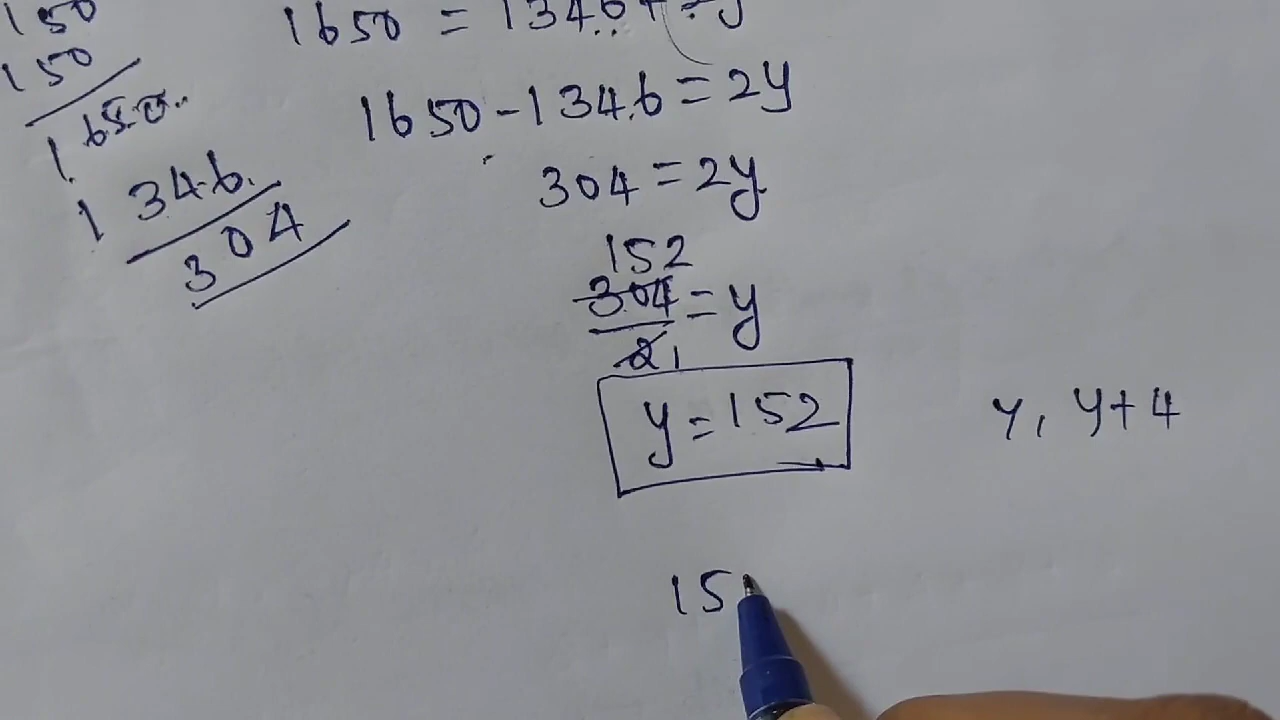 150
150
1650
1346
304
1650 = 1346 + 2y
1650 - 1346 = 2y
304 = 2y
152
304 = y
2 1
y = 152
y, y + 4
15